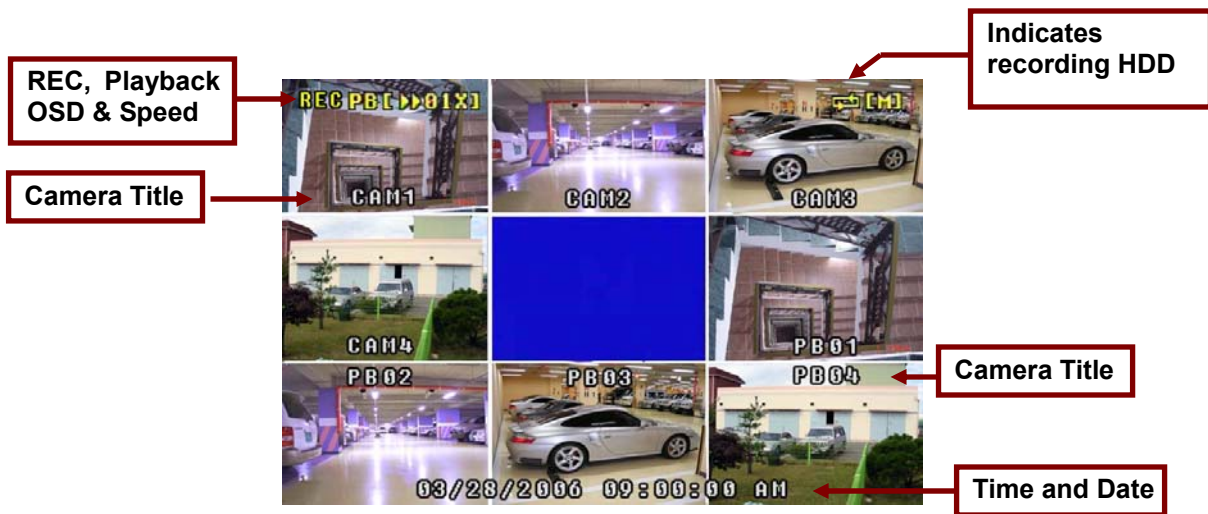 Indicates
recording HDD
REC, Playback
OSD & Speed
REC PB[ 01X]
[M]
Camera Title
CAM1
CAM2
CAM3
CAM4
PB01
PB02
PB03
PB04
Camera Title
03/28/2006 09:00:00 AM
Time and Date